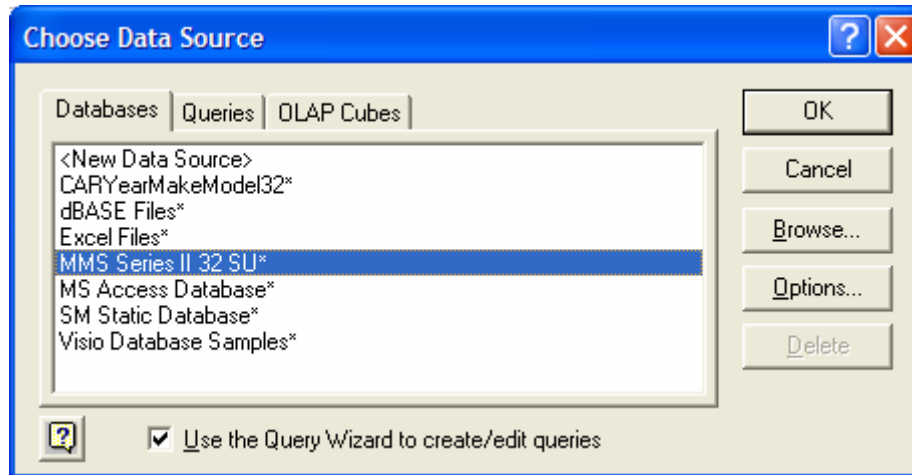 Choose Data Source
Databases Queries OLAP Cubes
<New Data Source>
CARYearMakeModel32*
dBASE Files*
Excel Files*
MMS Series II 32 SU*
MS Access Database*
SM Static Database*
Visio Database Samples*
OK
Cancel
Browse...
Options...
Delete
Use the Query Wizard to create/edit queries